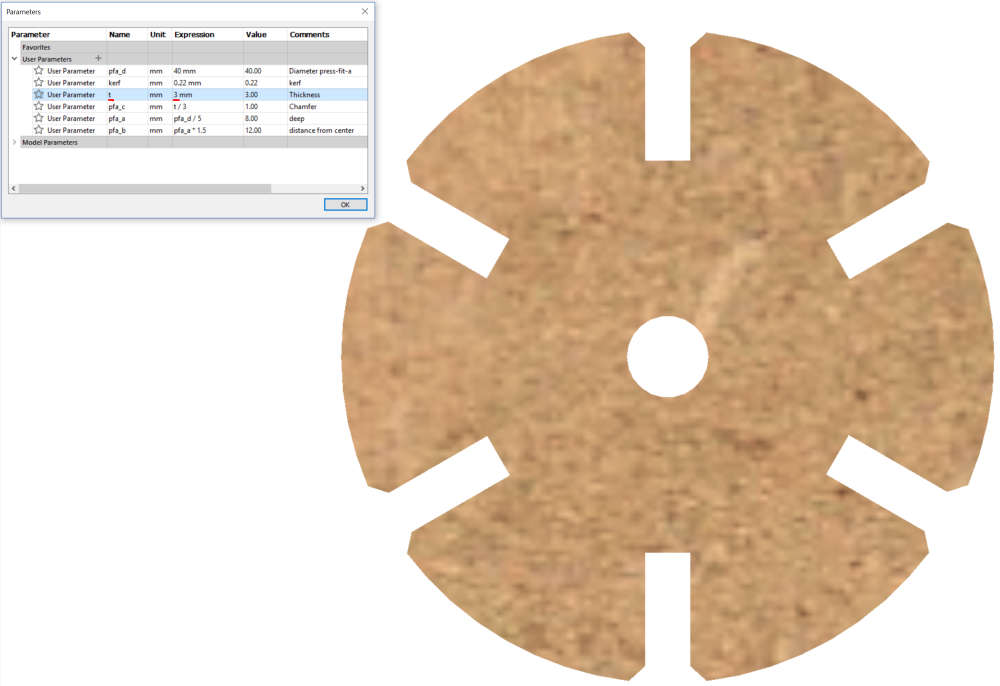 Parameters
Parameter Name Unit Expression Value Comments
Favorites
User Parameters
User Parameter pfa_d mm 40 mm 40.00 Diameter press-fit-a
User Parameter kerf mm 0.22 mm 0.22 kerf
User Parameter t mm 3 mm 3.00 Thickness
User Parameter pfa_c mm t / 3 1.00 Chamfer
User Parameter pfa_a mm pfa_d / 5 8.00 deep
User Parameter pfa_b mm pfa_a * 1.5 12.00 distance from center
Model Parameters
OK